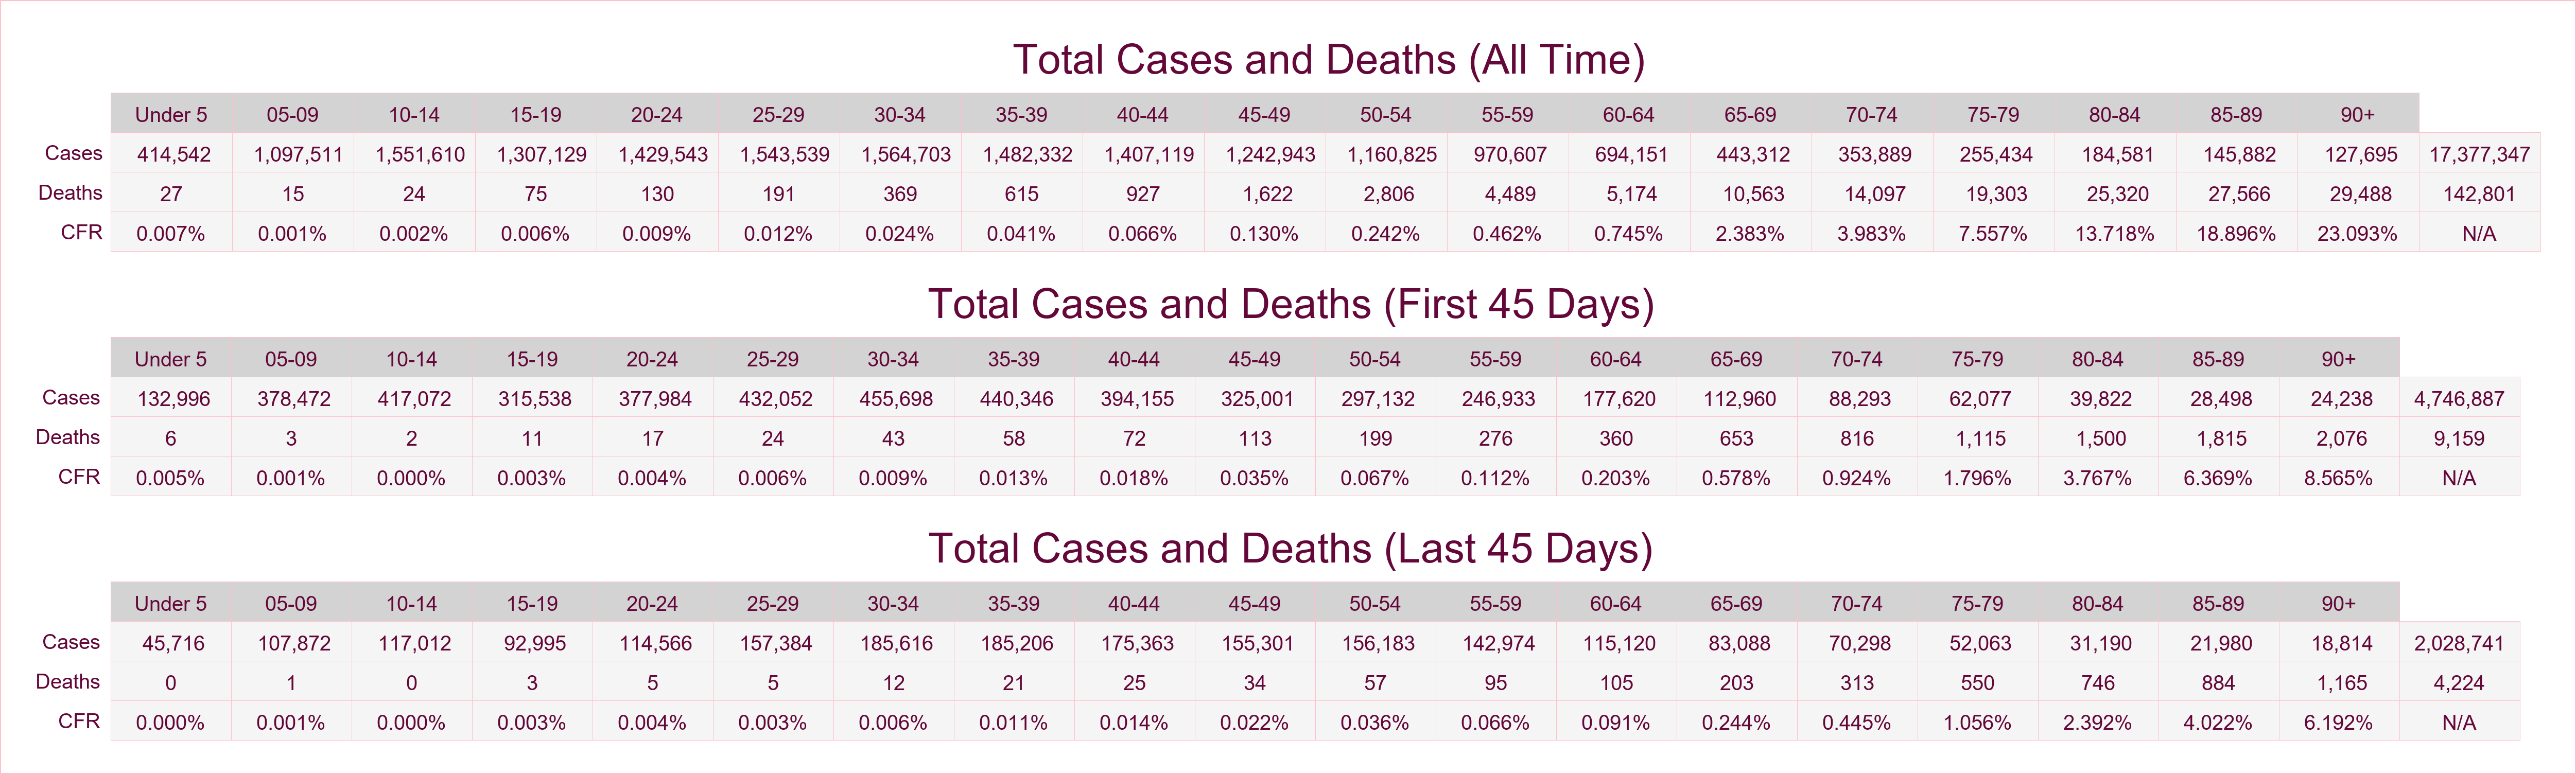 Total Cases and Deaths (All Time)
Under 5 05-09 10-14 15-19 20-24 25-29 30-34 35-39 40-44 45-49 50-54 55-59 60-64 65-69 70-74 75-79 80-84 85-89 90+
Cases 414,542 1,097,511 1,551,610 1,307,129 1,429,543 1,543,539 1,564,703 1,482,332 1,407,119 1,242,943 1,160,825 970,607 694,151 443,312 353,889 255,434 184,581 145,882 127,695 17,377,347
Deaths 27 15 24 75 130 191 369 615 927 1,622 2,806 4,489 5,174 10,563 14,097 19,303 25,320 27,566 29,488 142,801
CFR 0.007% 0.001% 0.002% 0.006% 0.009% 0.012% 0.024% 0.041% 0.066% 0.130% 0.242% 0.462% 0.745% 2.383% 3.983% 7.557% 13.718% 18.896% 23.093% N/A
Total Cases and Deaths (First 45 Days)
Under 5 05-09 10-14 15-19 20-24 25-29 30-34 35-39 40-44 45-49 50-54 55-59 60-64 65-69 70-74 75-79 80-84 85-89 90+
Cases 132,996 378,472 417,072 315,538 377,984 432,052 455,698 440,346 394,155 325,001 297,132 246,933 177,620 112,960 88,293 62,077 39,822 28,498 24,238 4,746,887
Deaths 6 3 2 11 17 24 43 58 72 113 199 276 360 653 816 1,115 1,500 1,815 2,076 9,159
CFR 0.005% 0.001% 0.000% 0.003% 0.004% 0.006% 0.009% 0.013% 0.018% 0.035% 0.067% 0.112% 0.203% 0.578% 0.924% 1.796% 3.767% 6.369% 8.565% N/A
Total Cases and Deaths (Last 45 Days)
Under 5 05-09 10-14 15-19 20-24 25-29 30-34 35-39 40-44 45-49 50-54 55-59 60-64 65-69 70-74 75-79 80-84 85-89 90+
Cases 45,716 107,872 117,012 92,995 114,566 157,384 185,616 185,206 175,363 155,301 156,183 142,974 115,120 83,088 70,298 52,063 31,190 21,980 18,814 2,028,741
Deaths 0 1 0 3 5 5 12 21 25 34 57 95 105 203 313 550 746 884 1,165 4,224
CFR 0.000% 0.001% 0.000% 0.003% 0.004% 0.003% 0.006% 0.011% 0.014% 0.022% 0.036% 0.066% 0.091% 0.244% 0.445% 1.056% 2.392% 4.022% 6.192% N/A